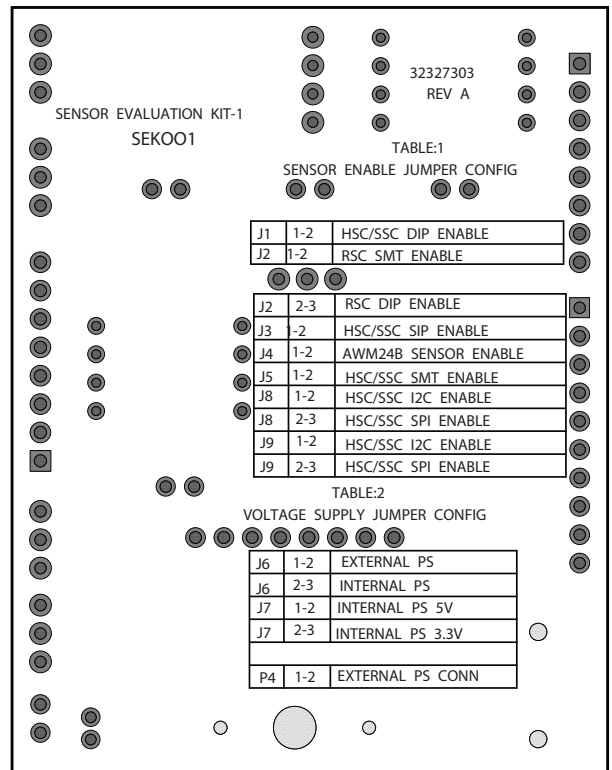 32327303
REV A
SENSOR EVALUATION KIT-1
SEKOO1
TABLE:1
SENSOR ENABLE JUMPER CONFIG
J1 1-2 HSC/SSC DIP ENABLE
J2 1-2 RSC SMT ENABLE
J2 2-3 RSC DIP ENABLE
J3 1-2 HSC/SSC SIP ENABLE
J4 1-2 AWM24B SENSOR ENABLE
J5 1-2 HSC/SSC SMT ENABLE
J8 1-2 HSC/SSC I2C ENABLE
J8 2-3 HSC/SSC SPI ENABLE
J9 1-2 HSC/SSC I2C ENABLE
J9 2-3 HSC/SSC SPI ENABLE
TABLE:2
VOLTAGE SUPPLY JUMPER CONFIG
J6 1-2 EXTERNAL PS
J6 2-3 INTERNAL PS
J7 1-2 INTERNAL PS 5V
J7 2-3 INTERNAL PS 3.3V
P4 1-2 EXTERNAL PS CONN